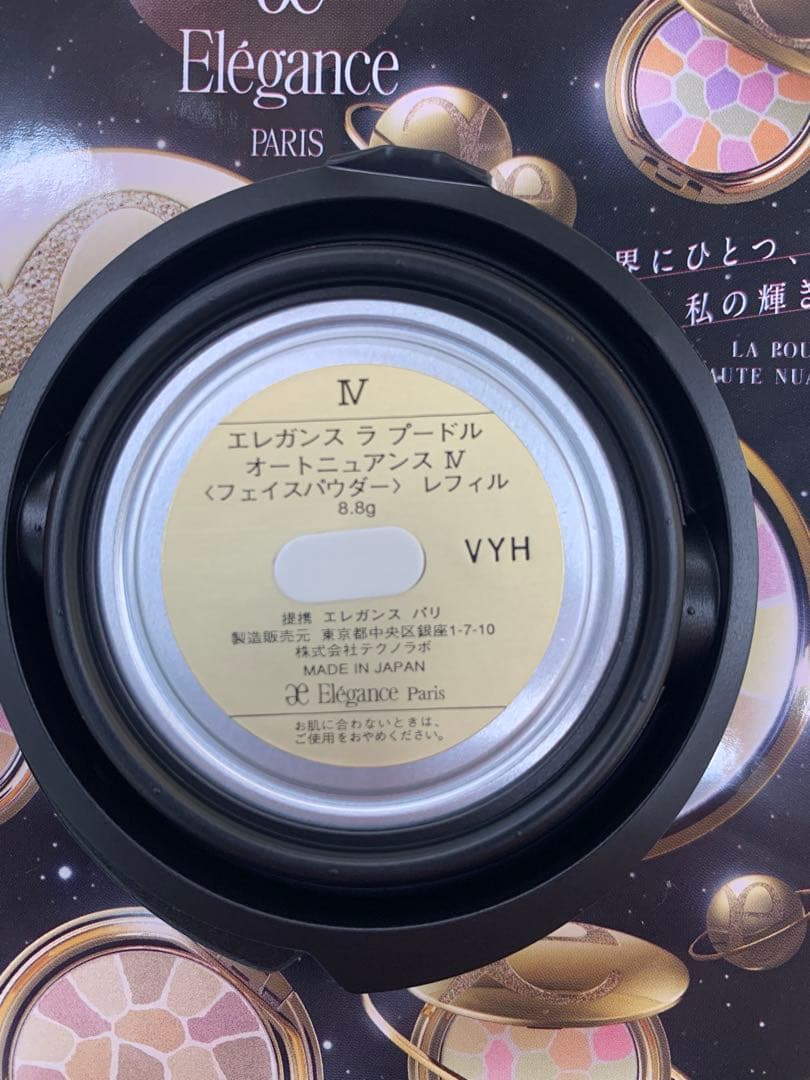 Elégance
PARIS
界にひとつ、
私の輝き
LA
NUA
IV
エレガンス ラ プードル
オートニュアンス IV
〈フェイスパウダー〉 レフィル
8.8g
VYH
提携 エレガンス パリ
製造販売元 東京都中央区銀座1-7-10
株式会社テクノラボ
MADE IN JAPAN
æ Elégance Paris
お肌に合わないときは、
ご使用をおやめください。